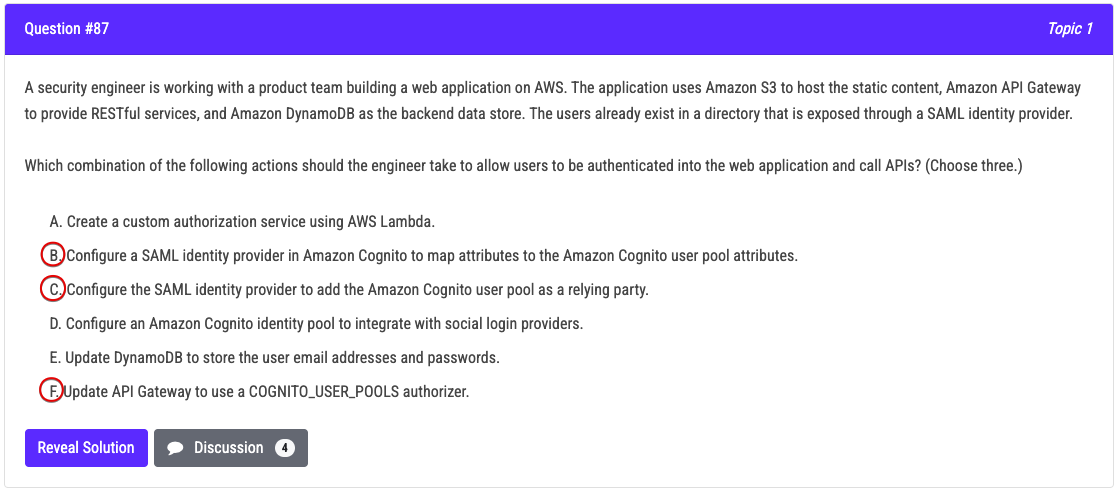 Question #87
Topic 1
A security engineer is working with a product team building a web application on AWS. The application uses Amazon S3 to host the static content, Amazon API Gateway
to provide RESTful services, and Amazon DynamoDB as the backend data store. The users already exist in a directory that is exposed through a SAML identity provider.
Which combination of the following actions should the engineer take to allow users to be authenticated into the web application and call APIs? (Choose three.)
A. Create a custom authorization service using AWS Lambda.
B. Configure a SAML identity provider in Amazon Cognito to map attributes to the Amazon Cognito user pool attributes.
C. Configure the SAML identity provider to add the Amazon Cognito user pool as a relying party.
D. Configure an Amazon Cognito identity pool to integrate with social login providers.
E. Update DynamoDB to store the user email addresses and passwords.
F. Update API Gateway to use a COGNITO_USER_POOLS authorizer.
Reveal Solution
Discussion 4